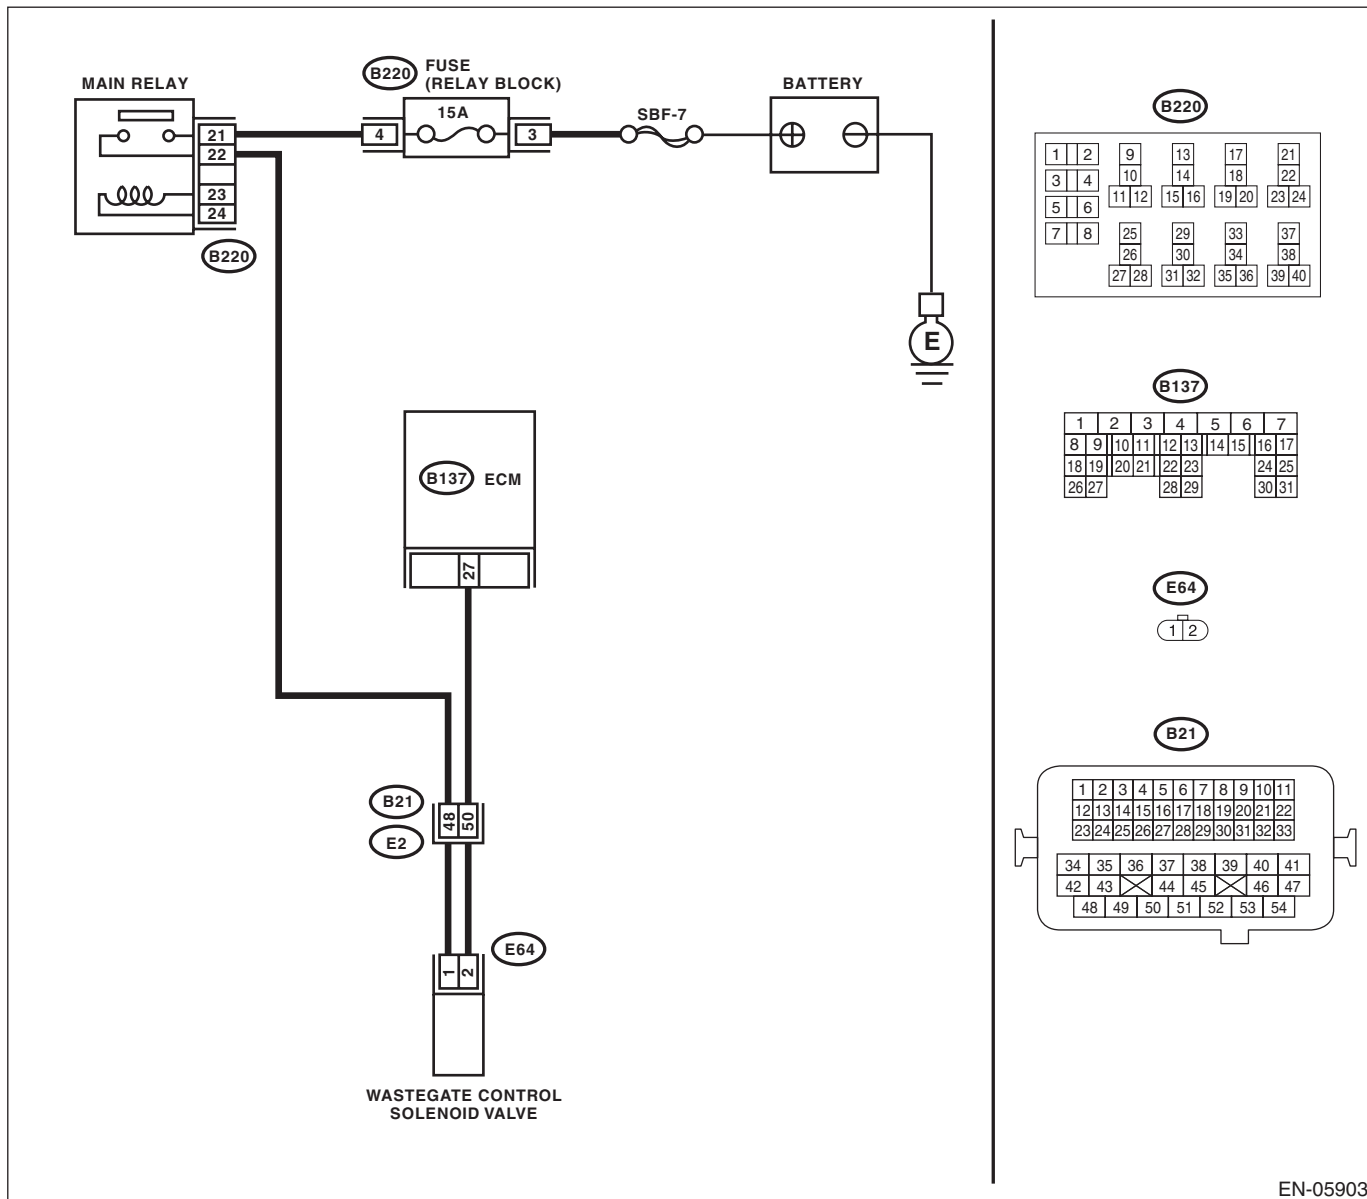 MAIN RELAY
B220
FUSE
(RELAY BLOCK)
15A
4
3
SBF-7
BATTERY
21
22
23
24
B220
E
B137
ECM
27
B21
E2
48
50
E64
1
2
WASTEGATE CONTROL
SOLENOID VALVE
B220
1 2 9 13 17 21
10 14 18 22
3 4
11 12 15 16 19 20 23 24
5 6
7 8 25 29 33 37
26 30 34 38
27 28 31 32 35 36 39 40
B137
1 2 3 4 5 6 7
8 9 10 11 12 13 14 15 16 17
18 19 20 21 22 23 24 25
26 27 28 29 30 31
E64
1 2
B21
1 2 3 4 5 6 7 8 9 10 11
12 13 14 15 16 17 18 19 20 21 22
23 24 25 26 27 28 29 30 31 32 33
34 35 36 37 38 39 40 41
42 43 44 45 46 47
48 49 50 51 52 53 54
EN-05903